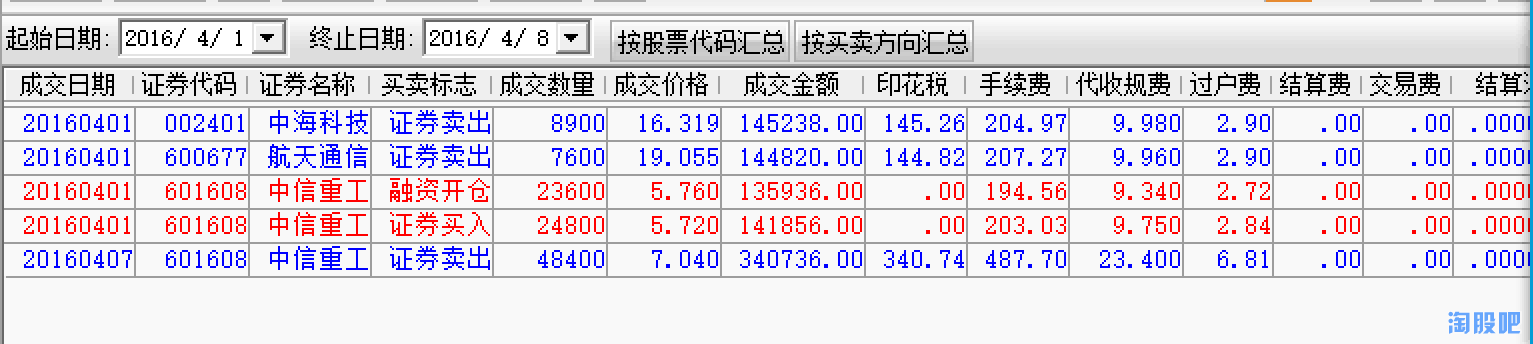 起始日期: 2016/ 4/ 1 终止日期: 2016/ 4/ 8 按股票代码汇总 按买卖方向汇总
成交日期 证券代码 证券名称 买卖标志 成交数量 成交价格 成交金额 印花税 手续费 代收规费 过户费 结算费 交易费 结算
20160401 002401 中海科技 证券卖出 8900 16.319 145238.00 145.26 204.97 9.980 2.90 .00 .00 .000
20160401 600677 航天通信 证券卖出 7600 19.055 144820.00 144.82 207.27 9.960 2.90 .00 .00 .000
20160401 601608 中信重工 融资开仓 23600 5.760 135936.00 .00 194.56 9.340 2.72 .00 .00 .000
20160401 601608 中信重工 证券买入 24800 5.720 141856.00 .00 203.03 9.750 2.84 .00 .00 .000
20160407 601608 中信重工 证券卖出 48400 7.040 340736.00 340.74 487.70 23.400 6.81 .00 .00 .000
淘股吧